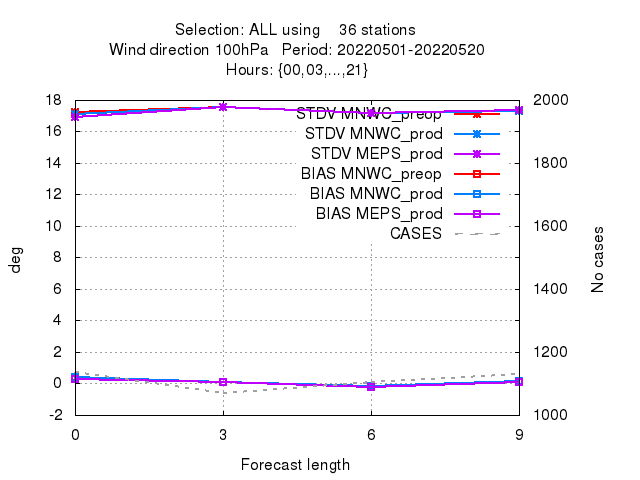 Selection: ALL using    36 stations
Wind direction 100hPa   Period: 20220501-20220520
Hours: {00,03,...,21}
18 2000
16 STDV MNWC_preop
STDV MNWC_prod
14 STDV MEPS_prod 1800
12 BIAS MNWC_preop
BIAS MNWC_prod
BIAS MEPS_prod
10 CASES 1600
8
deg No cases
6 1400
4
2 1200
0
-2 1000
0 3 6 9
Forecast length